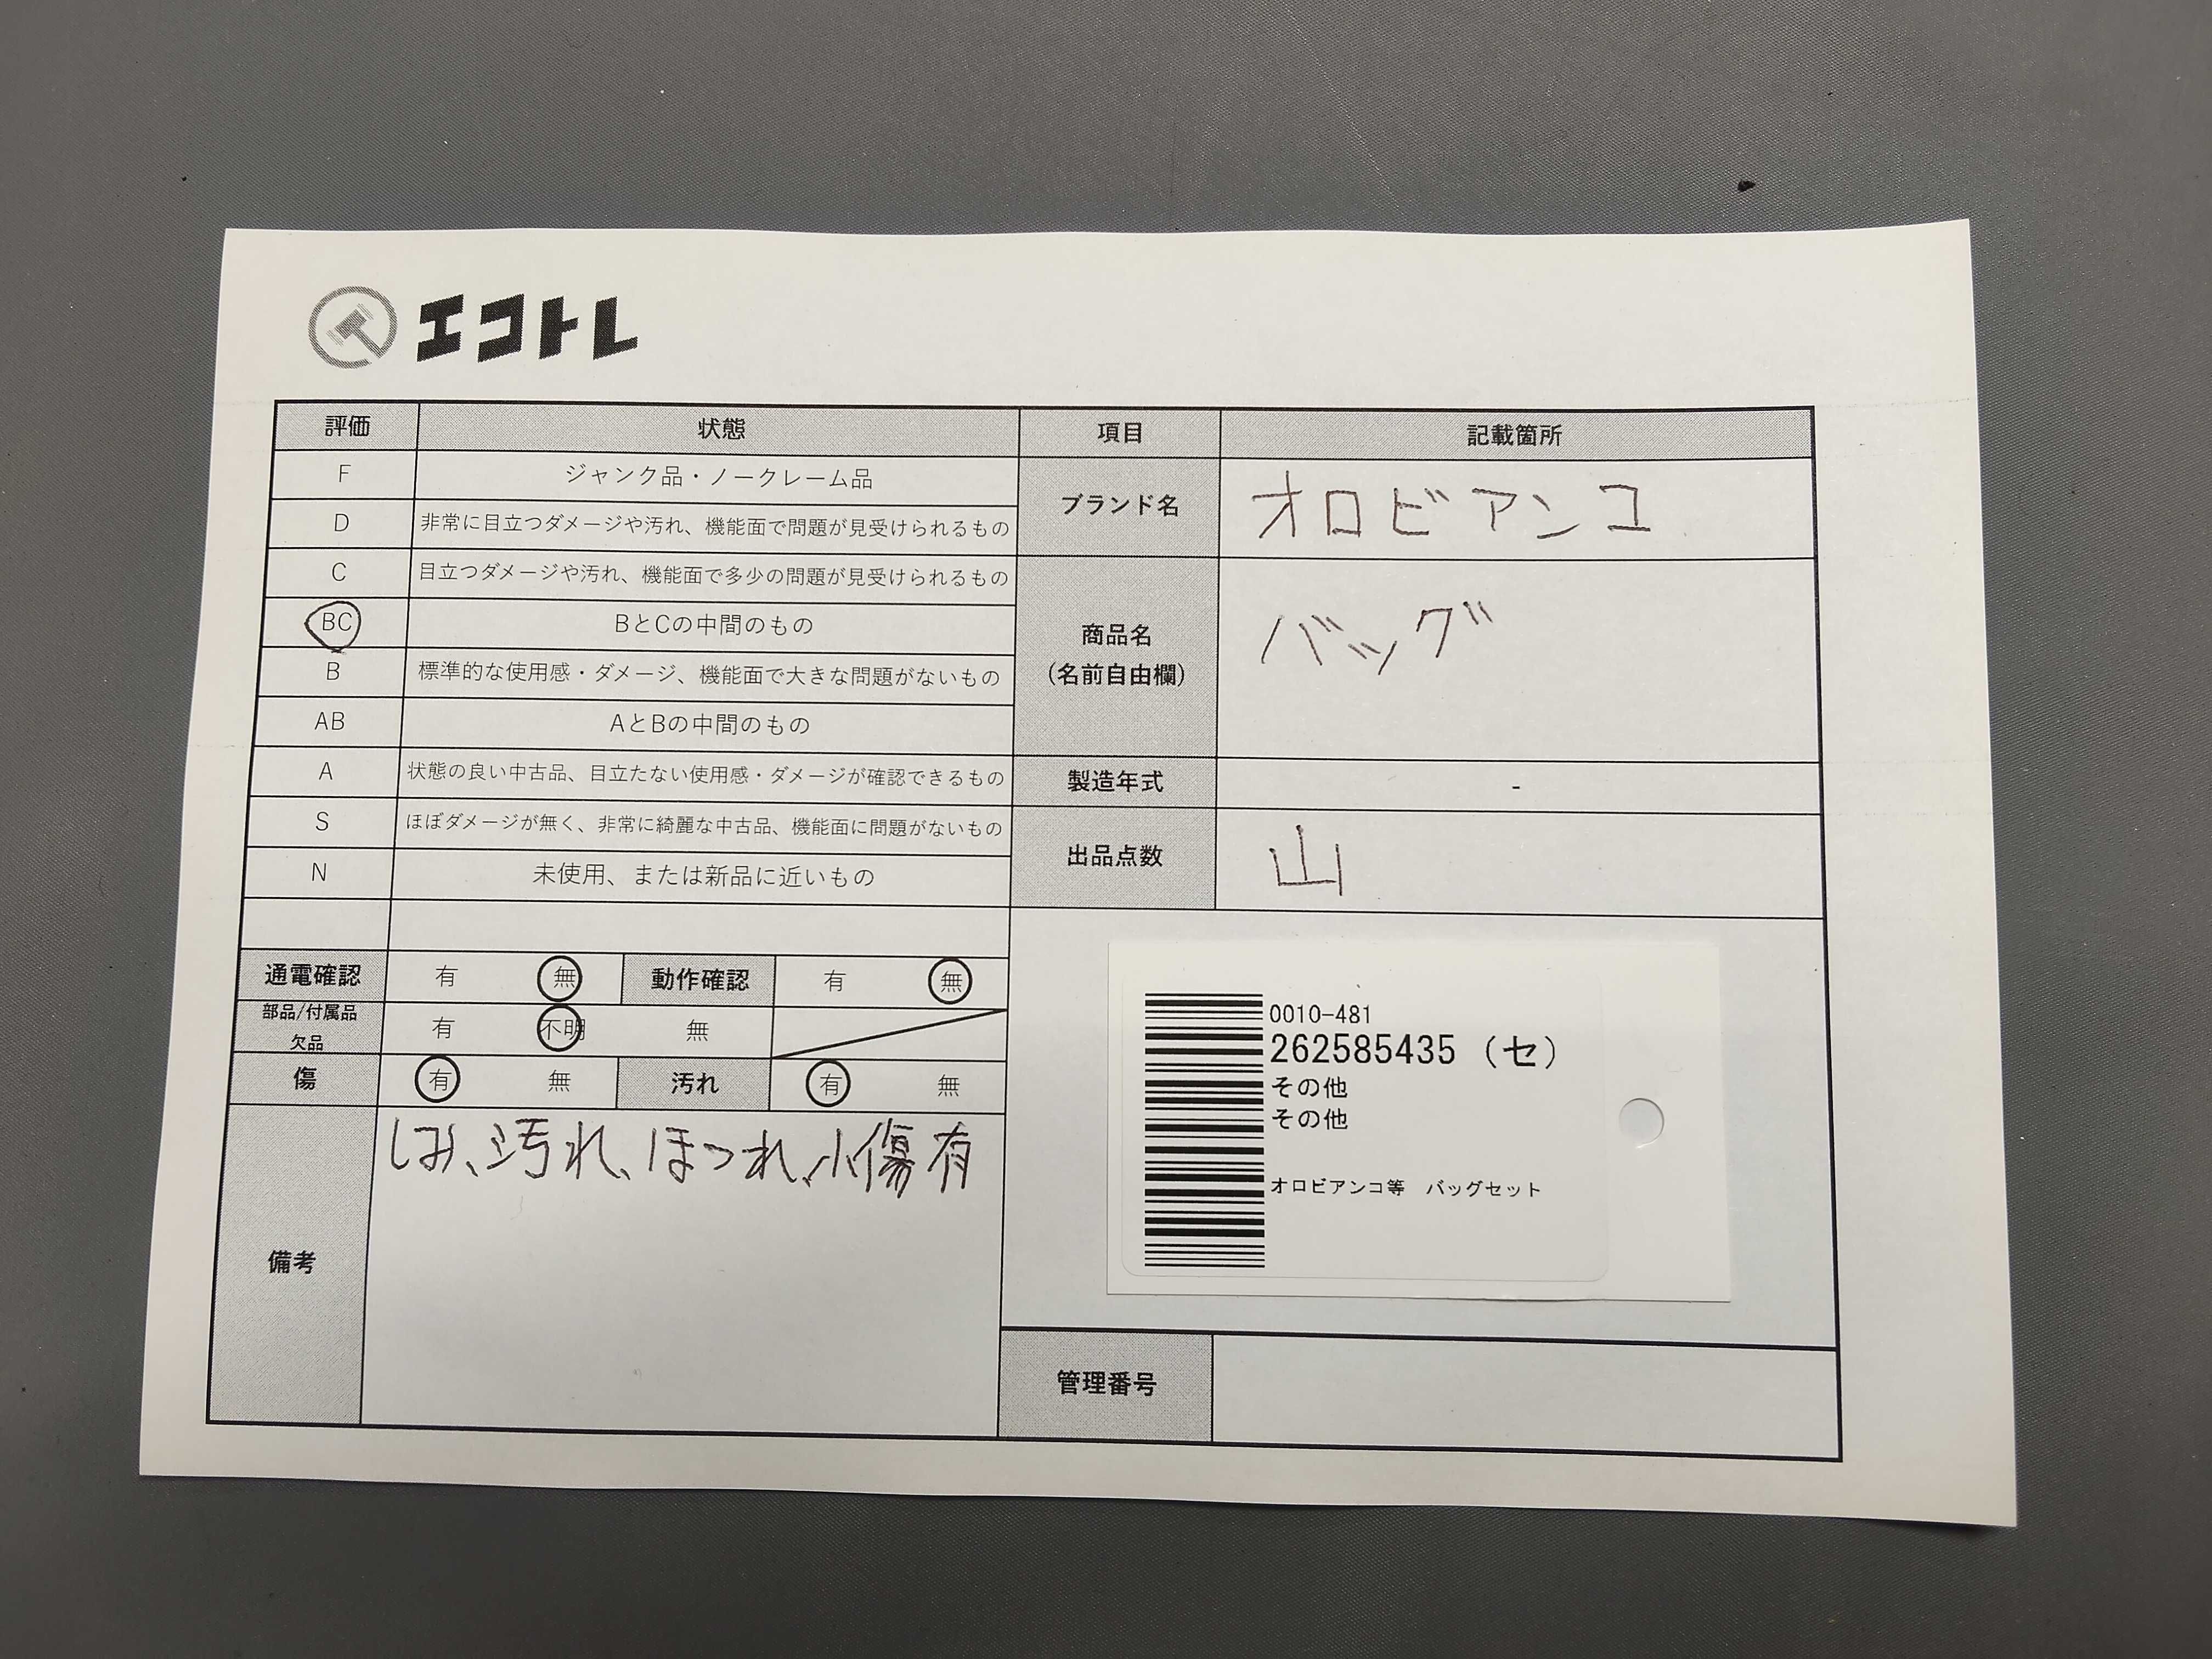 エコトレ
評価 状態 項目 記載箇所
F ジャンク品・ノークレーム品
D 非常に目立つダメージや汚れ、機能面で問題が見受けられるもの
ブランド名 オロビアンコ
C 目立つダメージや汚れ、機能面で多少の問題が見受けられるもの
BC BとCの中間のもの
B 標準的な使用感・ダメージ、機能面で大きな問題がないもの
商品名
(名前自由欄)
バッグ
AB AとBの中間のもの
A 状態の良い中古品、目立たない使用感・ダメージが確認できるもの
製造年式 -
S ほぼダメージが無く、非常に綺麗な中古品、機能面に問題がないもの
N 未使用、または新品に近いもの
出品点数 山
通電確認 有 無 動作確認 有 無
部品/付属品
欠品
有 不明 無
傷 有 無 汚れ 有 無
備考
しみ、汚れ、ほつれ、小傷有
0010-481
262585435 (セ)
その他
その他
オロビアンコ等 バッグセット
管理番号